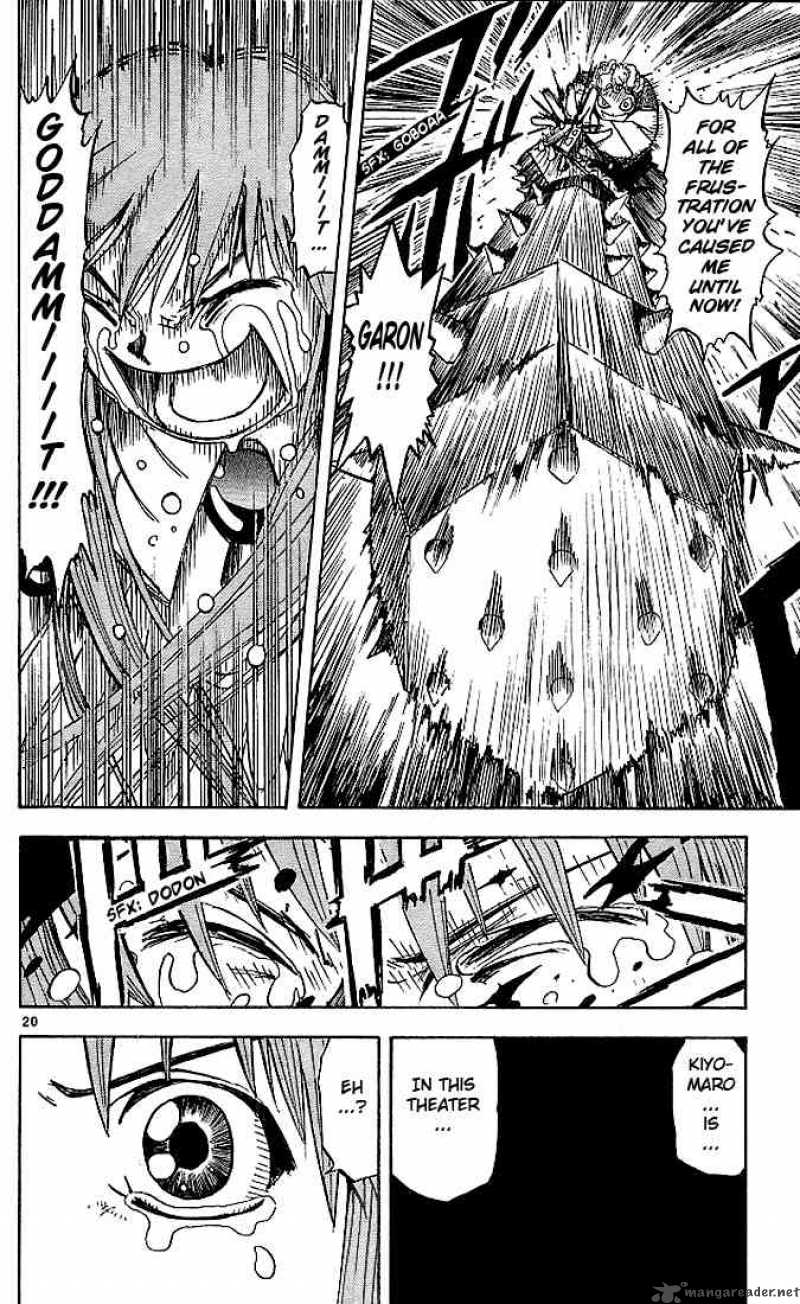 FOR
ALL OF
THE
FRUS-
TRATION
YOU'VE
CAUSED
ME
UNTIL
NOW!
SFX: GOBOAA
GARON
!!!
DAMMIIIT
...
GODDAMMIIIIT!!!
SFX: DODON
20
KIYO-
MARO
...
IS
...
IN THIS
THEATER
...
EH
...?
mangareader.net